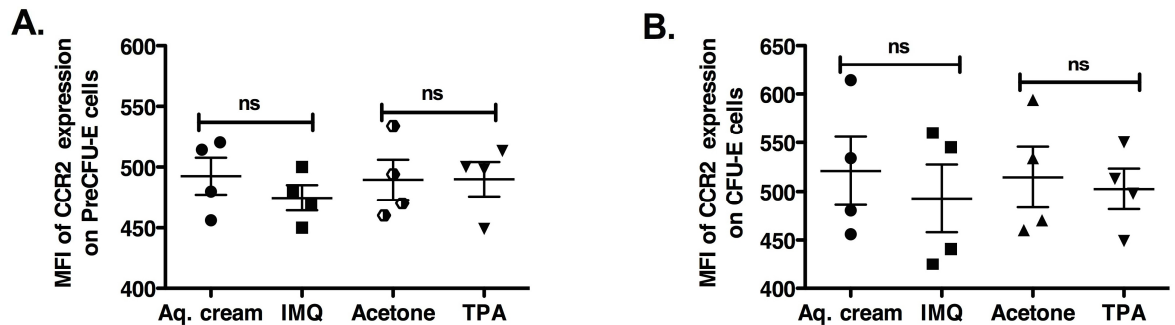 A.
MFI of CCR2 expression
on PreCFU-E cells
600
550
500
450
400
ns
ns
Aq. cream IMQ Acetone TPA
B.
MFI of CCR2 expression
on CFU-E cells
650
600
550
500
450
400
ns
ns
Aq. cream IMQ Acetone TPA